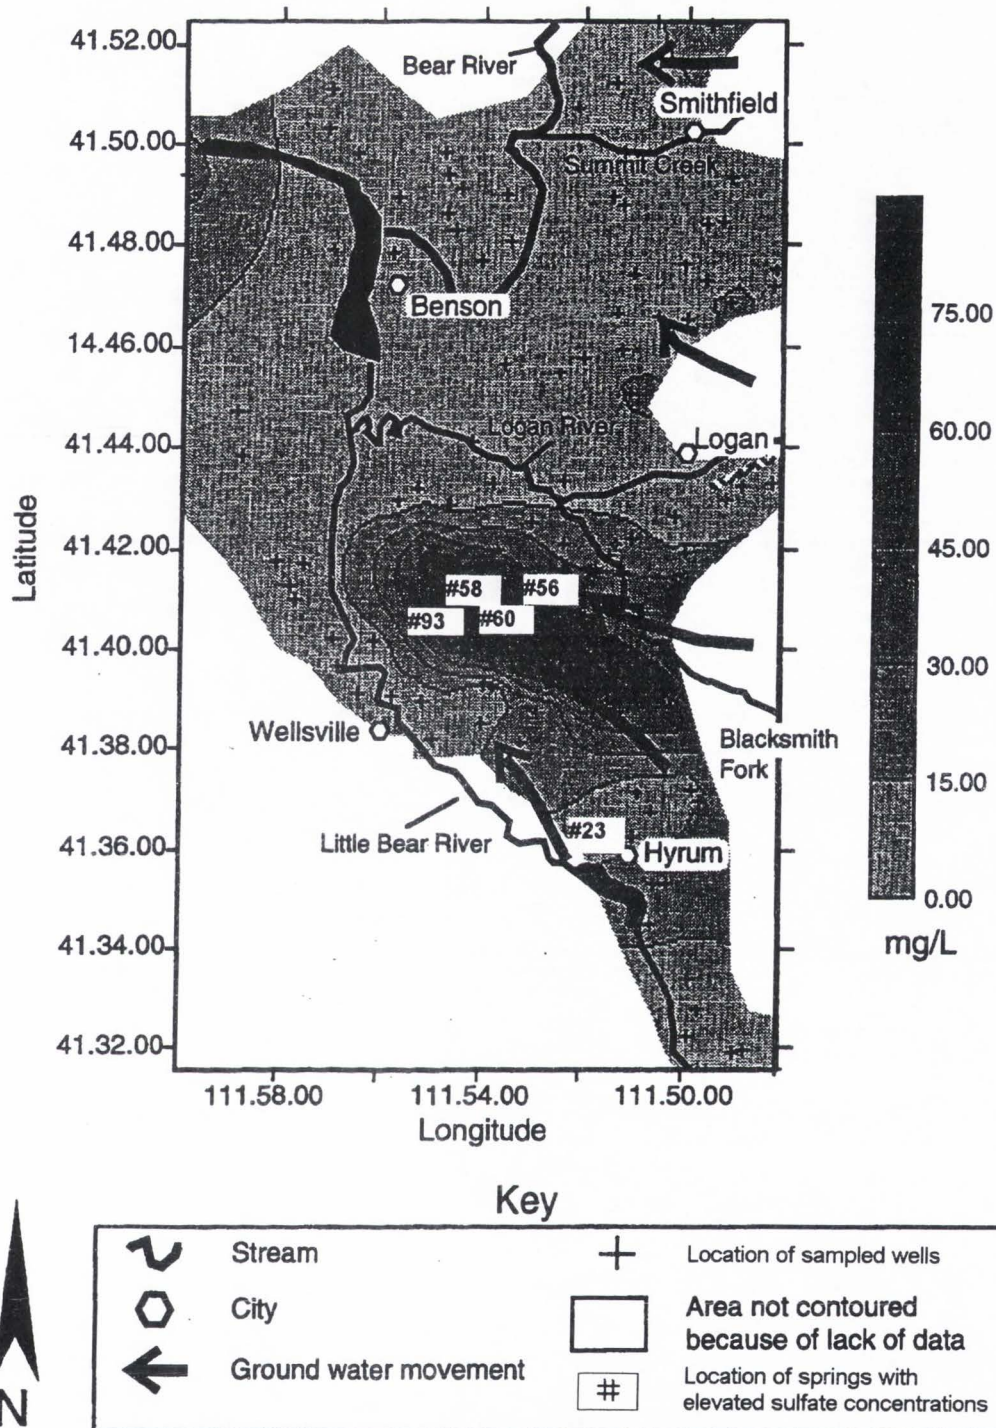 41.52.00
Bear River
Smithfield
41.50.00
Summit Creek
41.48.00
Benson
14.46.00
75.00
60.00
Logan River
Logan
41.44.00
Latitude
41.42.00
45.00
#58
#56
#93
#60
41.40.00
30.00
Wellsville
41.38.00
Blacksmith
Fork
15.00
Little Bear River
#23
41.36.00
Hyrum
0.00
41.34.00
mg/L
41.32.00
111.58.00
111.54.00
111.50.00
Longitude
Key
Stream
Location of sampled wells
City
Area not contoured
because of lack of data
Ground water movement
#
Location of springs with
elevated sulfate concentrations
N